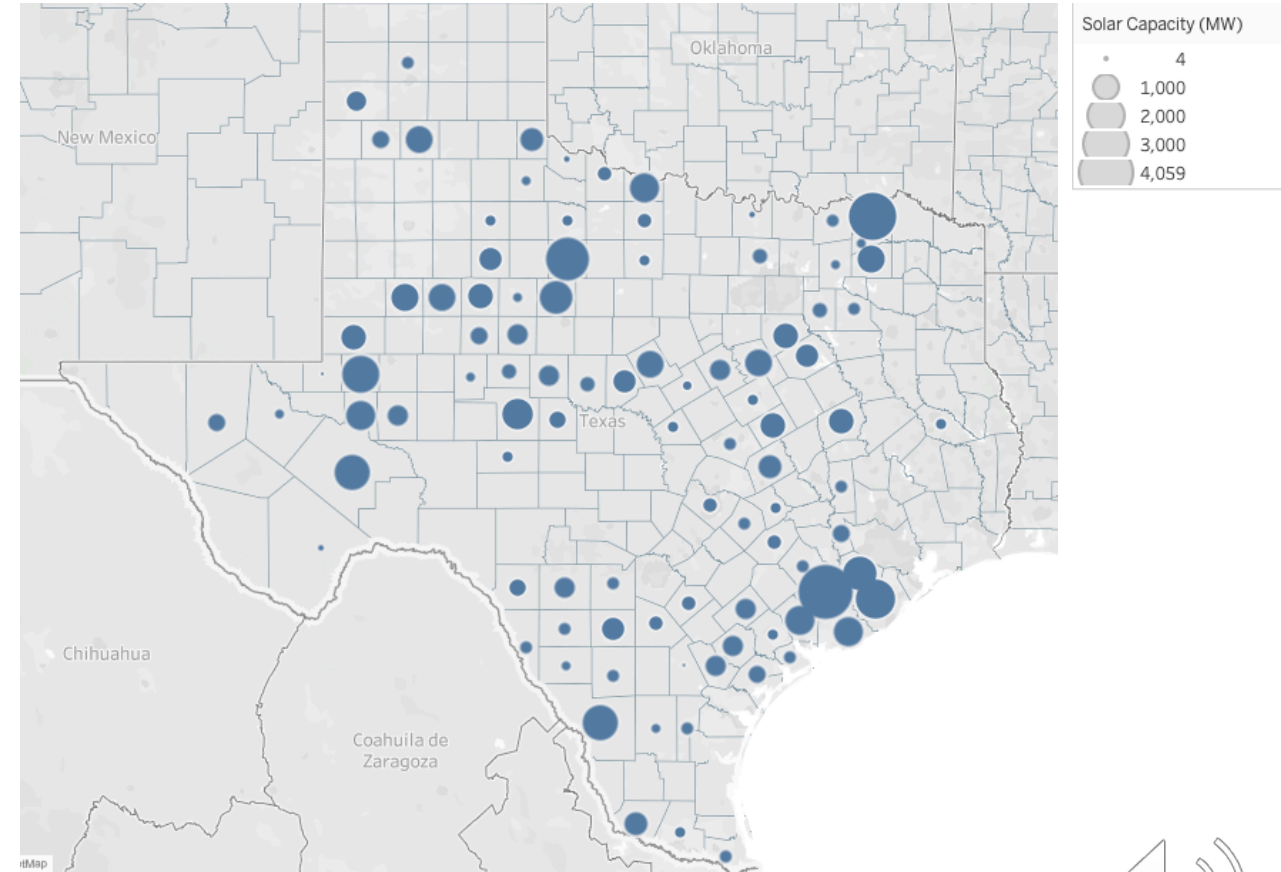 Oklahoma
New Mexico
Texas
Chihuahua
Coahuila de
Zaragoza
Solar Capacity (MW)
4
1,000
2,000
3,000
4,059